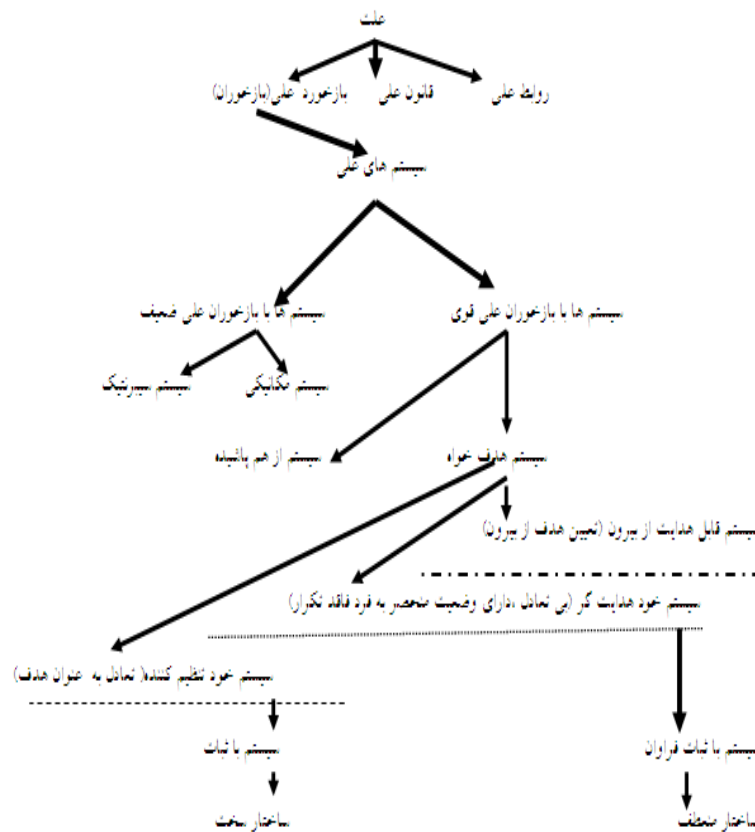 علت
روابط علی    قانون علی    بازخورد علی(بازخوران)
سیستم های علی
سیستم ها با بازخوران علی قوی    سیستم ها با بازخوران علی ضعیف
سیستم مکانیکی    سیستم سیبرنتیک
سیستم هدف خواه    سیستم از هم پاشیده
سیستم قابل هدایت از بیرون (تعیین هدف از بیرون)
سیستم خود هدایت گر (بی تعادل ،دارای وضعیت منحصر به فرد فاقد تکرار)
سیستم خود تنظیم کننده( تعادل به عنوان هدف)
سیستم با ثبات فراوان    سیستم با ثبات
ساختار منعطف    ساختار سخت